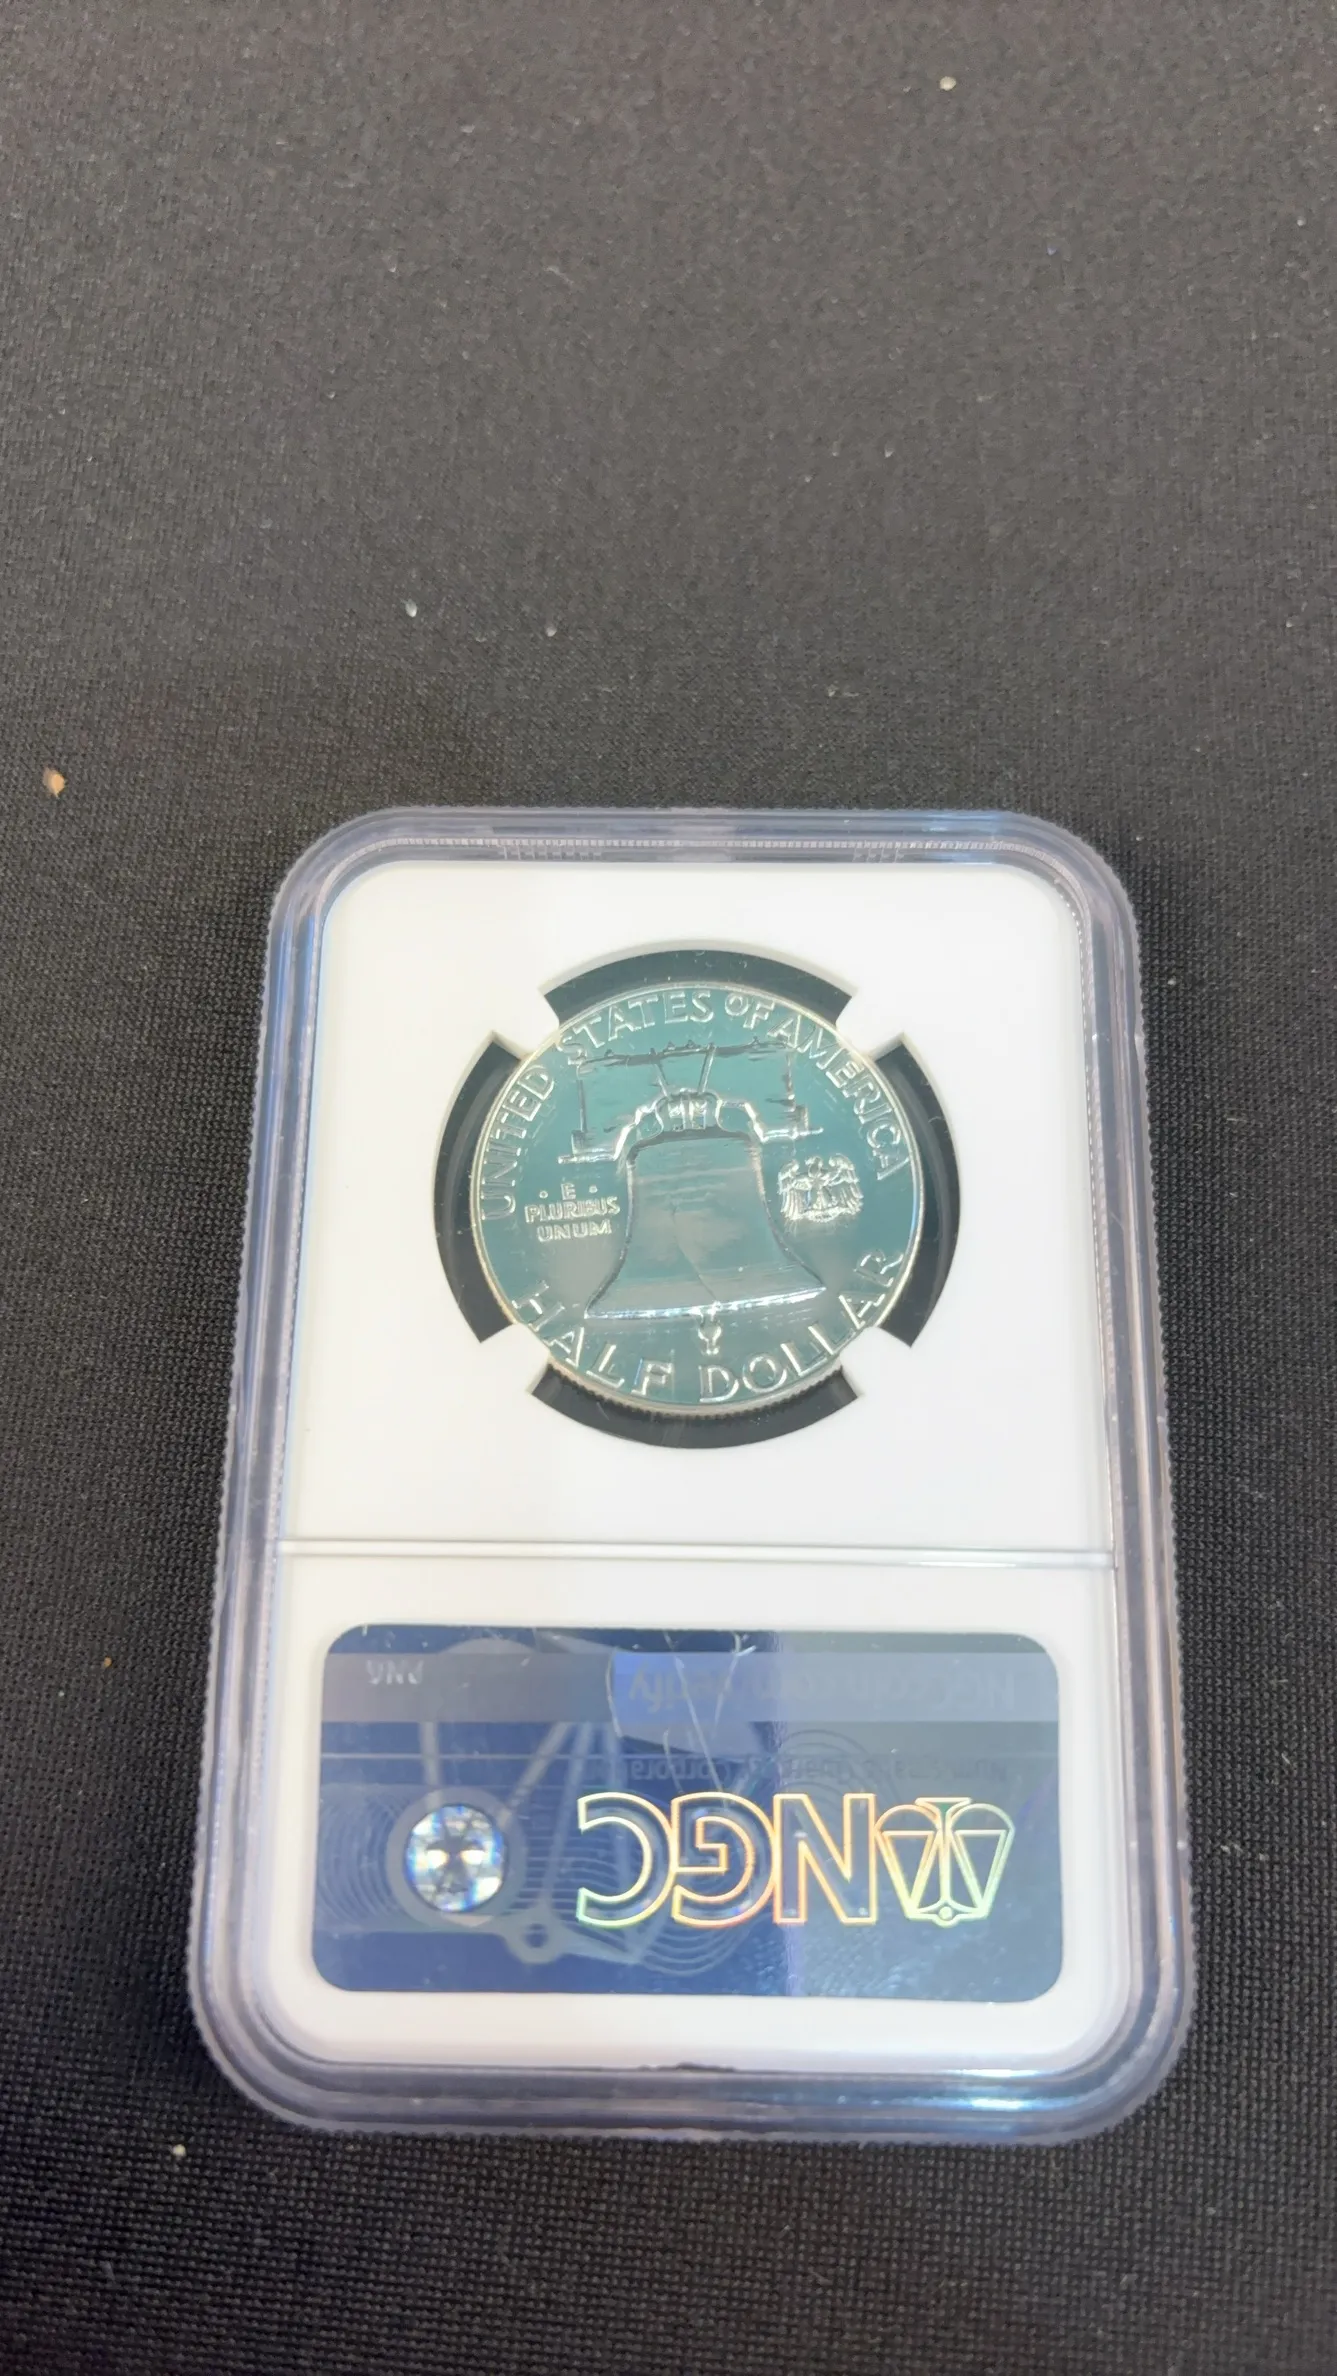 UNITED STATES OF AMERICA
· E ·
PLURIBUS
UNUM
HALF DOLLAR
NGC